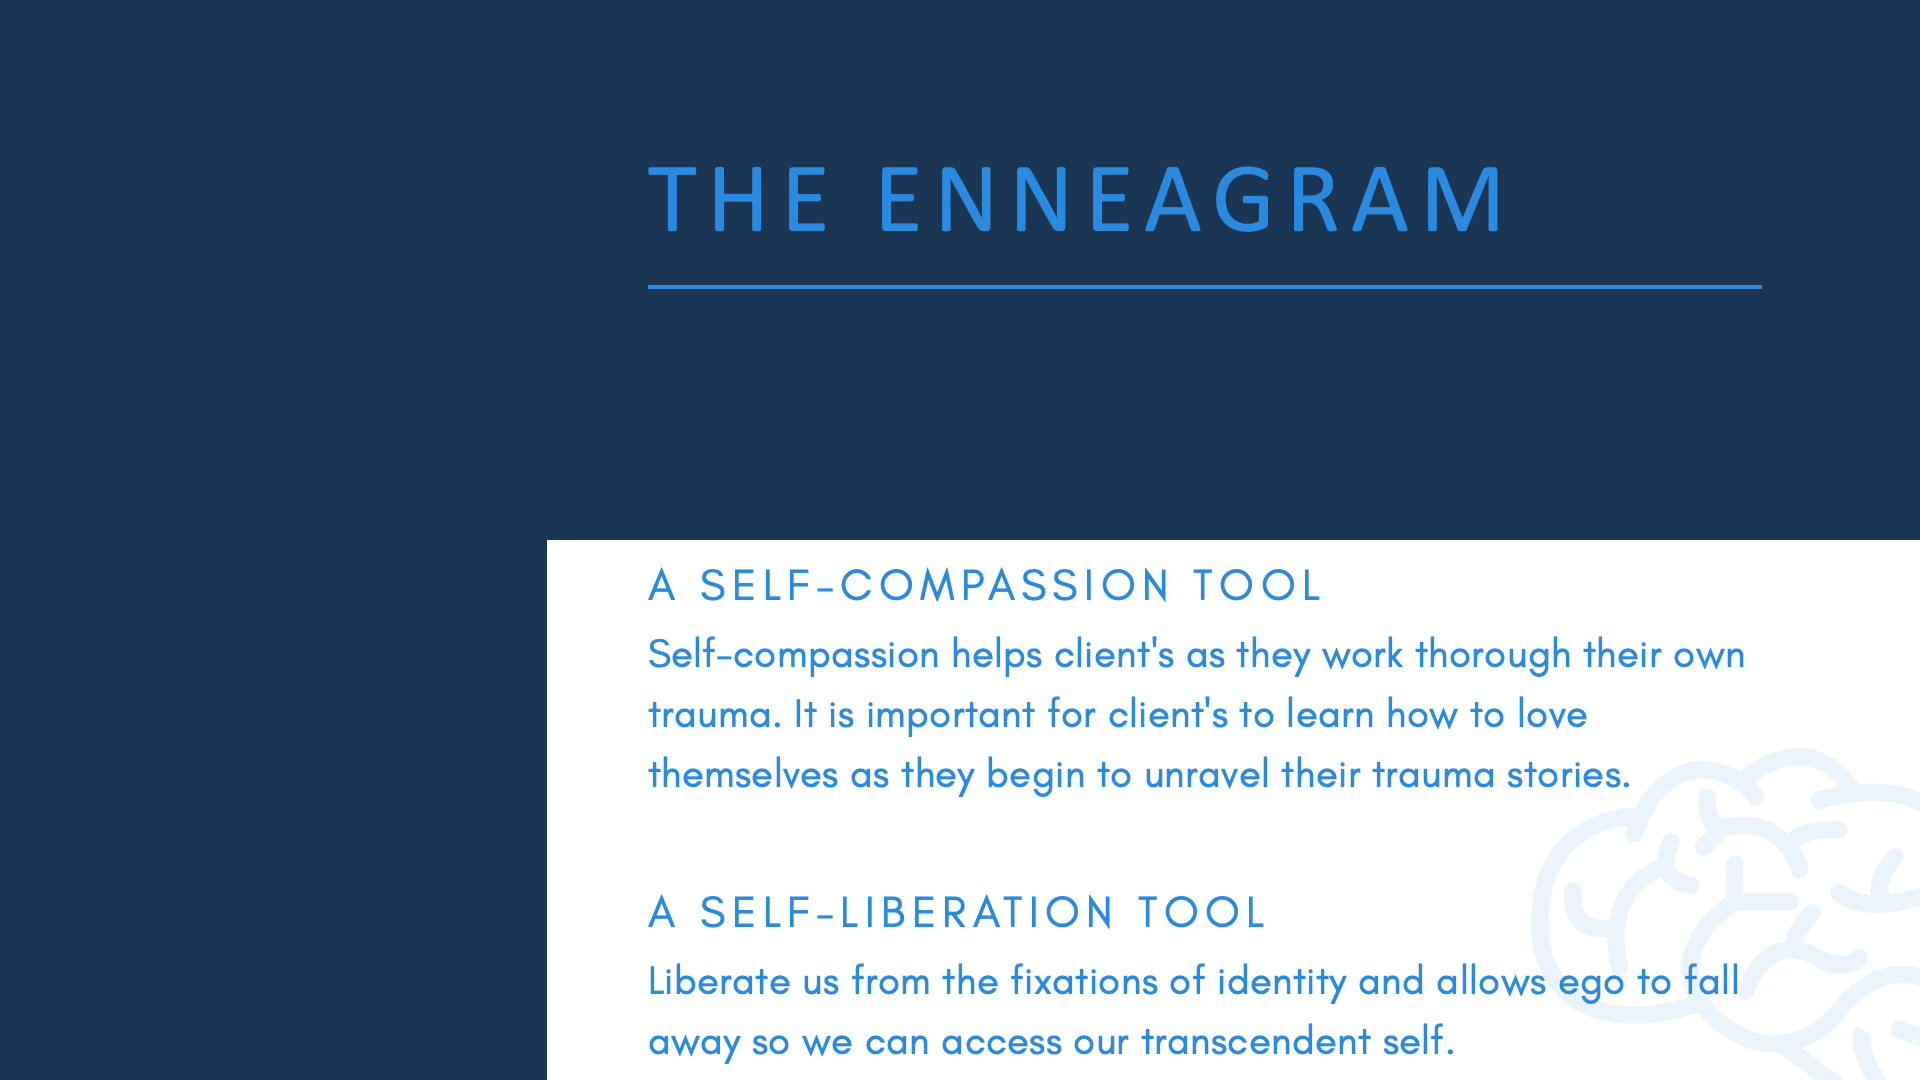 THE ENNEAGRAM
A SELF-COMPASSION TOOL
Self-compassion helps client's as they work thorough their own
trauma. It is important for client's to learn how to love
themselves as they begin to unravel their trauma stories.
A SELF-LIBERATION TOOL
Liberate us from the fixations of identity and allows ego to fall
away so we can access our transcendent self.